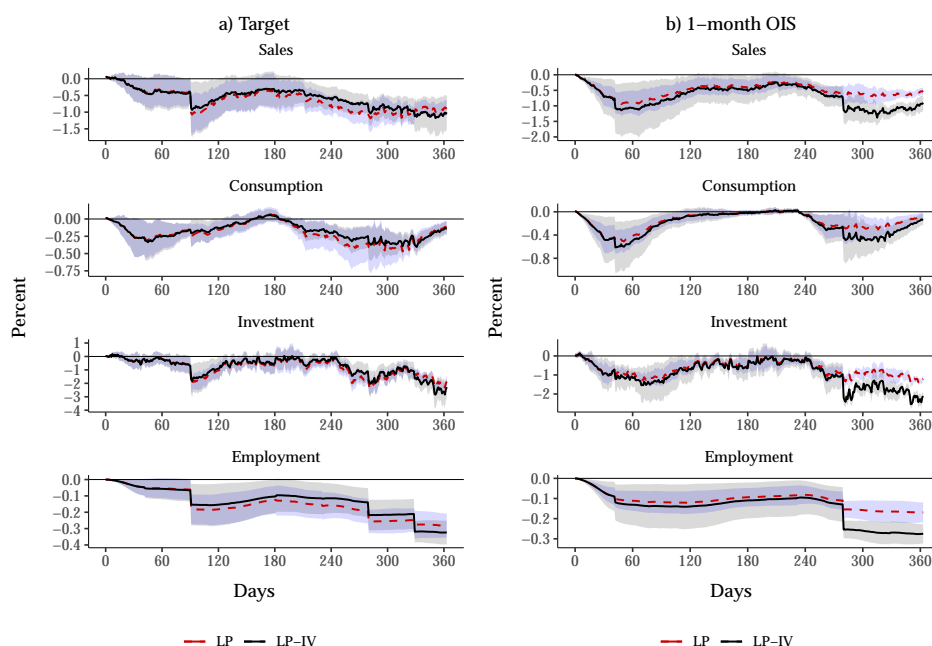 a) Target
Sales
0.0
−0.5
−1.0
−1.5
0 60 120 180 240 300 360
Consumption
0.00
−0.25
−0.50
−0.75
0 60 120 180 240 300 360
Investment
1
0
−1
−2
−3
−4
0 60 120 180 240 300 360
Employment
0.0
−0.1
−0.2
−0.3
−0.4
0 60 120 180 240 300 360
Percent
Days
LP LP−IV
b) 1−month OIS
Sales
0.0
−0.5
−1.0
−1.5
−2.0
0 60 120 180 240 300 360
Consumption
0.0
−0.4
−0.8
0 60 120 180 240 300 360
Investment
0
−1
−2
0 60 120 180 240 300 360
Employment
0.0
−0.1
−0.2
−0.3
0 60 120 180 240 300 360
Percent
Days
LP LP−IV